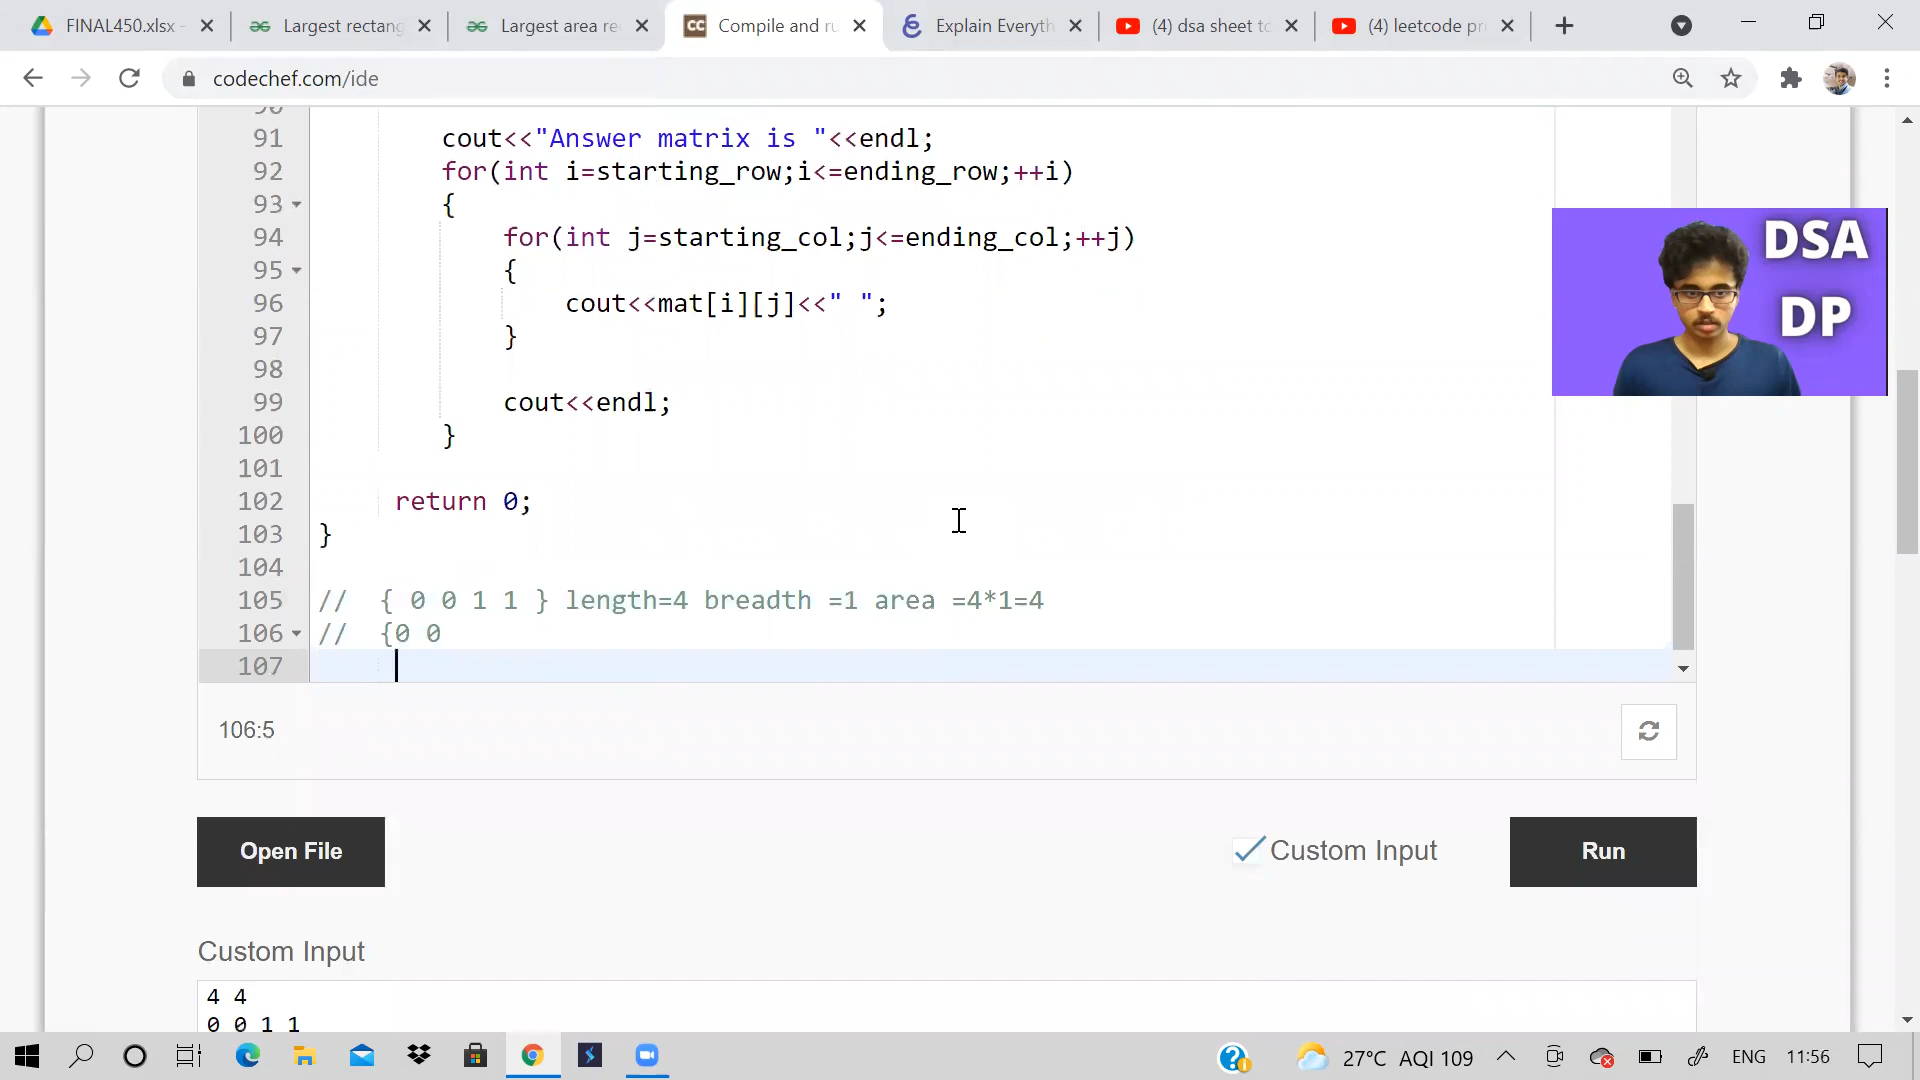 FINAL450.xlsx -
Largest rectang
Largest area re
CC Compile and ru
Explain Everyth
(4) dsa sheet to
(4) leetcode pr
codechef.com/ide
90
91 cout<<"Answer matrix is "<<endl;
92 for(int i=starting_row;i<=ending_row;++i)
93 {
94 for(int j=starting_col;j<=ending_col;++j)
95 {
96 cout<<mat[i][j]<<" ";
97 }
98
99 cout<<endl;
100 }
101
102 return 0;
103 }
104
105 // { 0 0 1 1 } length=4 breadth =1 area =4*1=4
106 // {0 0
107
DSA
DP
106:5
Open File
Custom Input
Run
Custom Input
4 4
0 0 1 1
27°C AQI 109
ENG
11:56